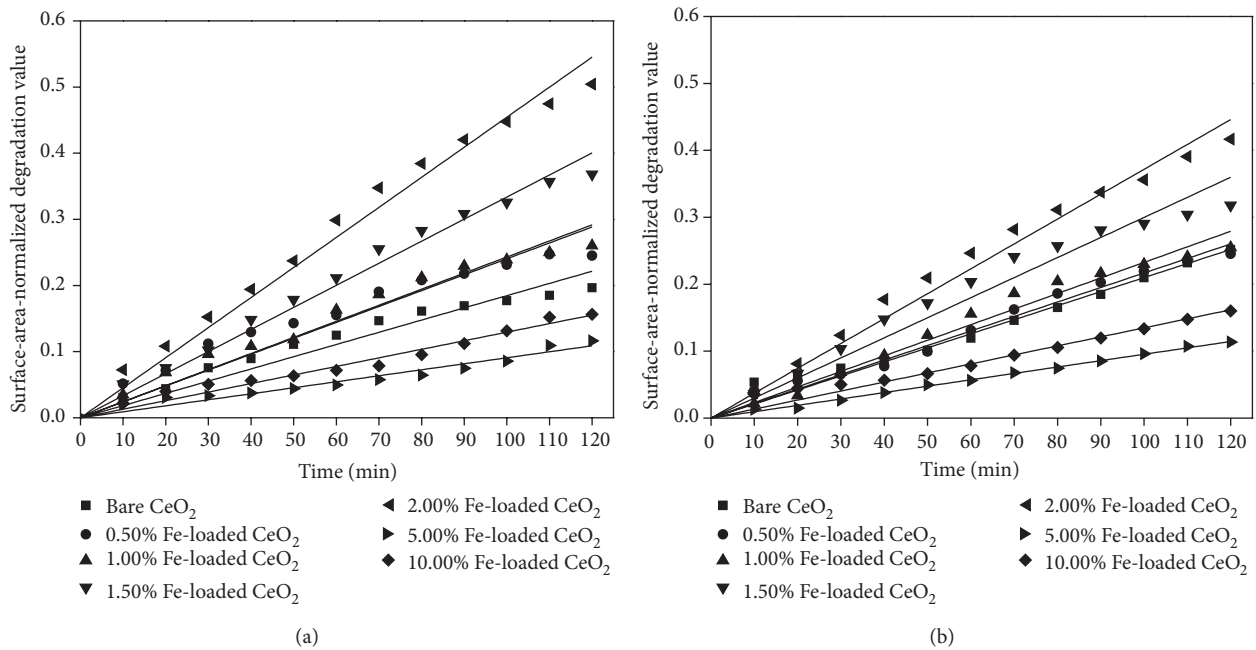 0.6
0.5
0.4
0.3
0.2
0.1
0.0
Surface-area-normalized degradation value
0 10 20 30 40 50 60 70 80 90 100 110 120
Time (min)
Bare CeO₂
0.50% Fe-loaded CeO₂
1.00% Fe-loaded CeO₂
1.50% Fe-loaded CeO₂
2.00% Fe-loaded CeO₂
5.00% Fe-loaded CeO₂
10.00% Fe-loaded CeO₂
(a)
0.6
0.5
0.4
0.3
0.2
0.1
0.0
Surface-area-normalized degradation value
0 10 20 30 40 50 60 70 80 90 100 110 120
Time (min)
Bare CeO₂
0.50% Fe-loaded CeO₂
1.00% Fe-loaded CeO₂
1.50% Fe-loaded CeO₂
2.00% Fe-loaded CeO₂
5.00% Fe-loaded CeO₂
10.00% Fe-loaded CeO₂
(b)